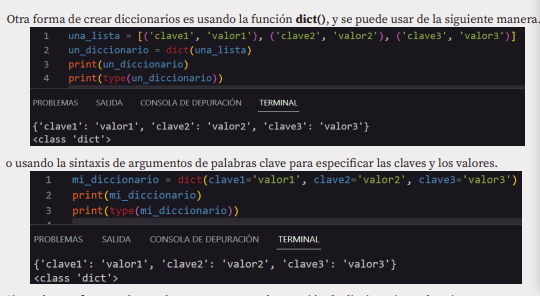 Otra forma de crear diccionarios es usando la función dict(), y se puede usar de la siguiente manera.
1 una_lista = [('clave1', 'valor1'), ('clave2', 'valor2'), ('clave3', 'valor3')]
2 un_diccionario = dict(una_lista)
3 print(un_diccionario)
4 print(type(un_diccionario))
PROBLEMAS SALIDA CONSOLA DE DEPURACIÓN TERMINAL
{'clave1': 'valor1', 'clave2': 'valor2', 'clave3': 'valor3'}
<class 'dict'>
o usando la sintaxis de argumentos de palabras clave para especificar las claves y los valores.
1 mi_diccionario = dict(clave1='valor1', clave2='valor2', clave3='valor3')
2 print(mi_diccionario)
3 print(type(mi_diccionario))
PROBLEMAS SALIDA CONSOLA DE DEPURACIÓN TERMINAL
{'clave1': 'valor1', 'clave2': 'valor2', 'clave3': 'valor3'}
<class 'dict'>